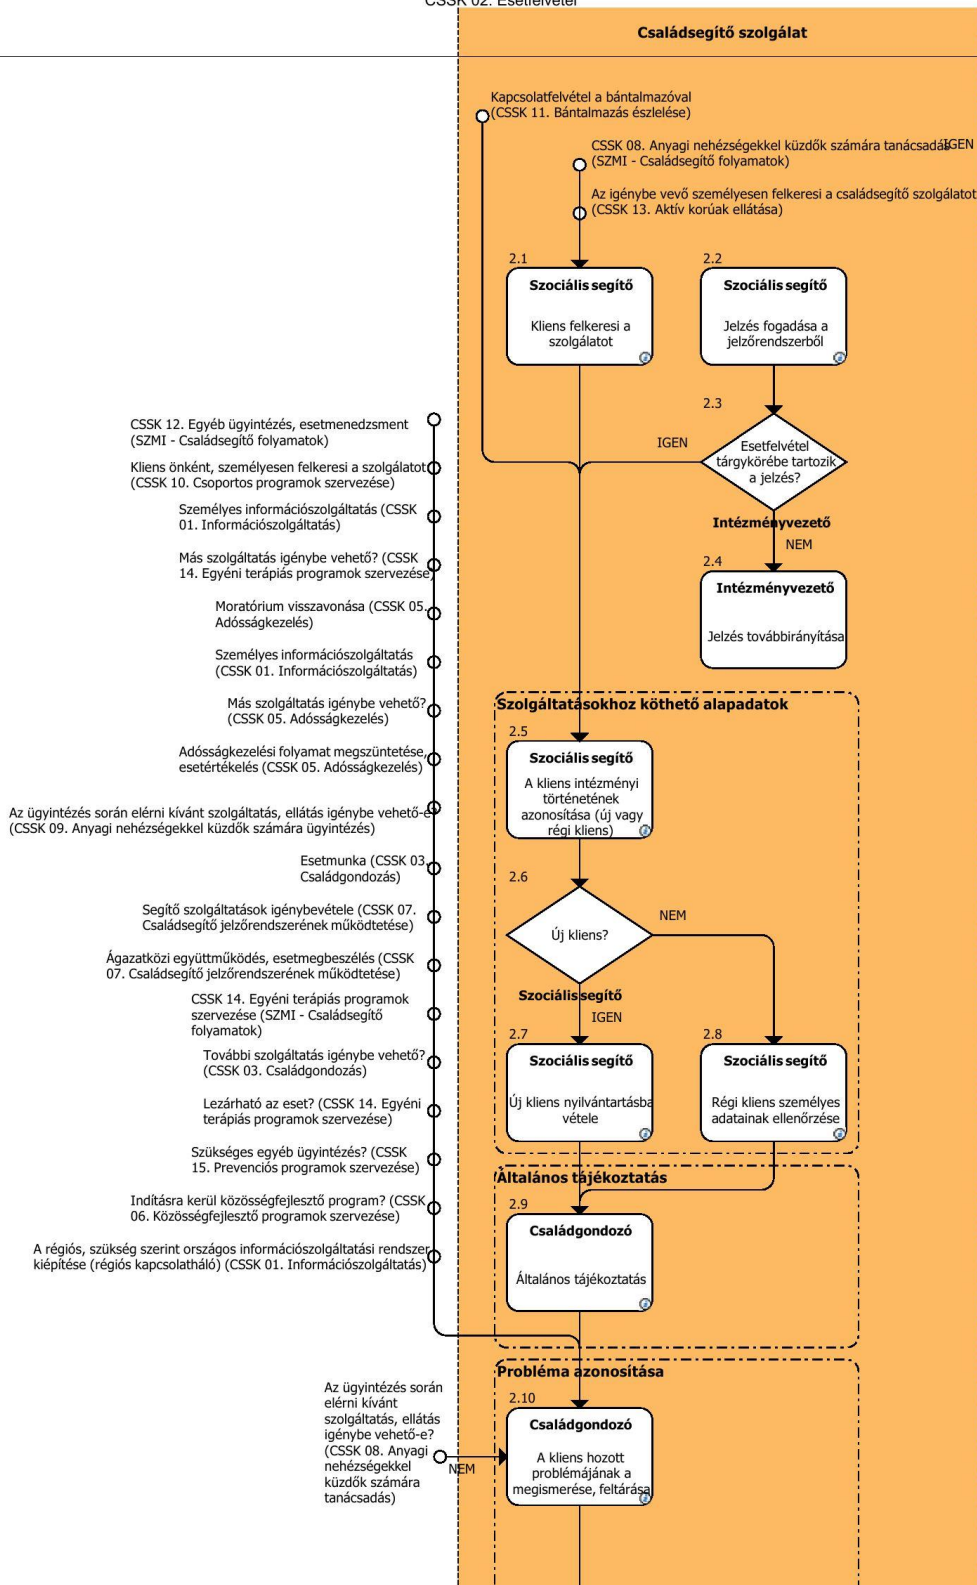 CSSK 02. Esetfelvétel
Családsegítő szolgálat
Kapcsolatfelvétel a bántalmazóval
(CSSK 11. Bántalmazás észlelése)
CSSK 08. Anyagi nehézségekkel küzdők számára tanácsadás
IGEN
(SZMI - Családsegítő folyamatok)
Az igénybe vevő személyesen felkeresi a családsegítő szolgálatot
(CSSK 13. Aktív korúak ellátása)
2.1
Szociális segítő
Kliens felkeresi a
szolgálatot
2.2
Szociális segítő
Jelzés fogadása a
jelzőrendszerből
2.3
IGEN
Esetfelvétel
tárgykörébe tartozik
a jelzés?
Intézményvezető
NEM
2.4
Intézményvezető
Jelzés továbbirányítása
CSSK 12. Egyéb ügyintézés, esetmenedzsment
(SZMI - Családsegítő folyamatok)
Kliens önként, személyesen felkeresi a szolgálatot
(CSSK 10. Csoportos programok szervezése)
Személyes információszolgáltatás (CSSK
01. Információszolgáltatás)
Más szolgáltatás igénybe vehető? (CSSK
14. Egyéni terápiás programok szervezése)
Moratórium visszavonása (CSSK 05.
Adósságkezelés)
Személyes információszolgáltatás
(CSSK 01. Információszolgáltatás)
Más szolgáltatás igénybe vehető?
(CSSK 05. Adósságkezelés)
Adósságkezelési folyamat megszüntetése,
esetértékelés (CSSK 05. Adósságkezelés)
Az ügyintézés során elérni kívánt szolgáltatás, ellátás igénybe vehető-e?
(CSSK 09. Anyagi nehézségekkel küzdők számára ügyintézés)
Esetmunka (CSSK 03.
Családgondozás)
Segítő szolgáltatások igénybevétele (CSSK 07.
Családsegítő jelzőrendszerének működtetése)
Ágazatközi együttműködés, esetmegbeszélés (CSSK
07. Családsegítő jelzőrendszerének működtetése)
CSSK 14. Egyéni terápiás programok
szervezése (SZMI - Családsegítő
folyamatok)
További szolgáltatás igénybe vehető?
(CSSK 03. Családgondozás)
Lezárható az eset? (CSSK 14. Egyéni
terápiás programok szervezése)
Szükséges egyéb ügyintézés? (CSSK
15. Prevenciós programok szervezése)
Indításra kerül közösségfejlesztő program? (CSSK
06. Közösségfejlesztő programok szervezése)
A régiós, szükség szerint országos információszolgáltatási rendszer
kiépítése (régiós kapcsolatháló) (CSSK 01. Információszolgáltatás)
Szolgáltatásokhoz köthető alapadatok
2.5
Szociális segítő
A kliens intézményi
történetének
azonosítása (új vagy
régi kliens)
2.6
Új kliens?
NEM
Szociális segítő
IGEN
2.7
Szociális segítő
Új kliens nyilvántartásba
vétele
2.8
Szociális segítő
Régi kliens személyes
adatainak ellenőrzése
Általános tájékoztatás
2.9
Családgondozó
Általános tájékoztatás
Probléma azonosítása
2.10
Családgondozó
A kliens hozott
problémájának a
megismerése, feltárása
Az ügyintézés során
elérni kívánt
szolgáltatás, ellátás
igénybe vehető-e?
(CSSK 08. Anyagi
nehézségekkel
küzdők számára
tanácsadás)
NEM